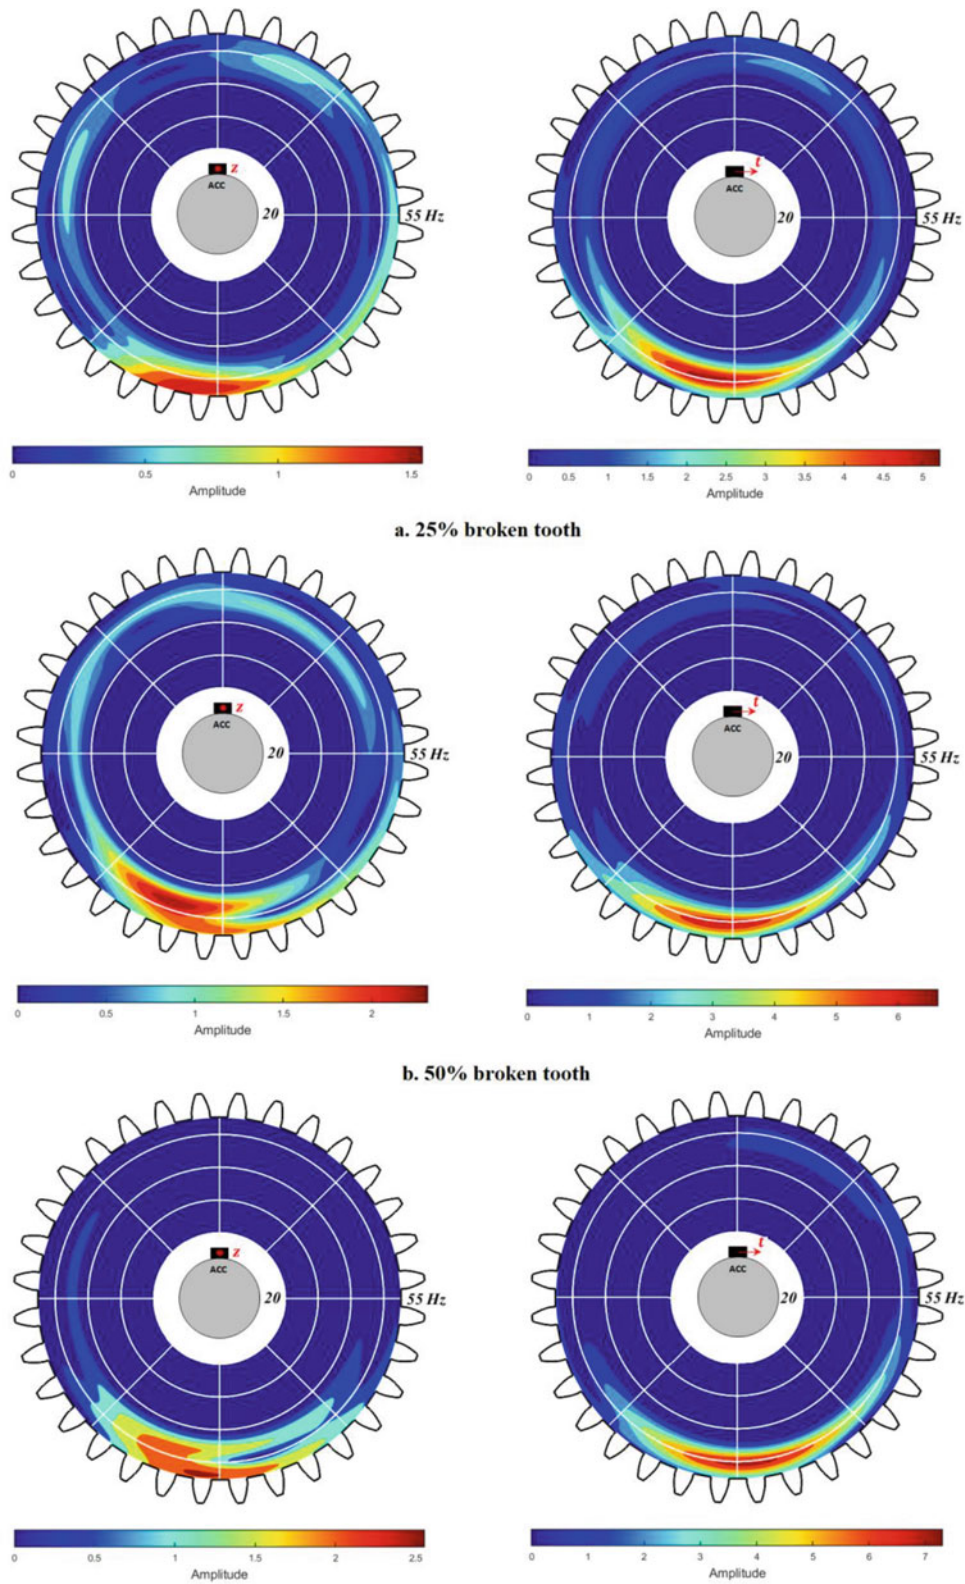 z
t
ACC
ACC
20
55 Hz
20
55 Hz
0 0.5 1 1.5
0 0.5 1 1.5 2 2.5 3 3.5 4 4.5 5
Amplitude
Amplitude
a. 25% broken tooth
z
t
ACC
ACC
20
55 Hz
20
55 Hz
0 0.5 1 1.5 2
0 1 2 3 4 5 6
Amplitude
Amplitude
b. 50% broken tooth
z
t
ACC
ACC
20
55 Hz
20
55 Hz
0 0.5 1 1.5 2 2.5
0 1 2 3 4 5 6 7
Amplitude
Amplitude